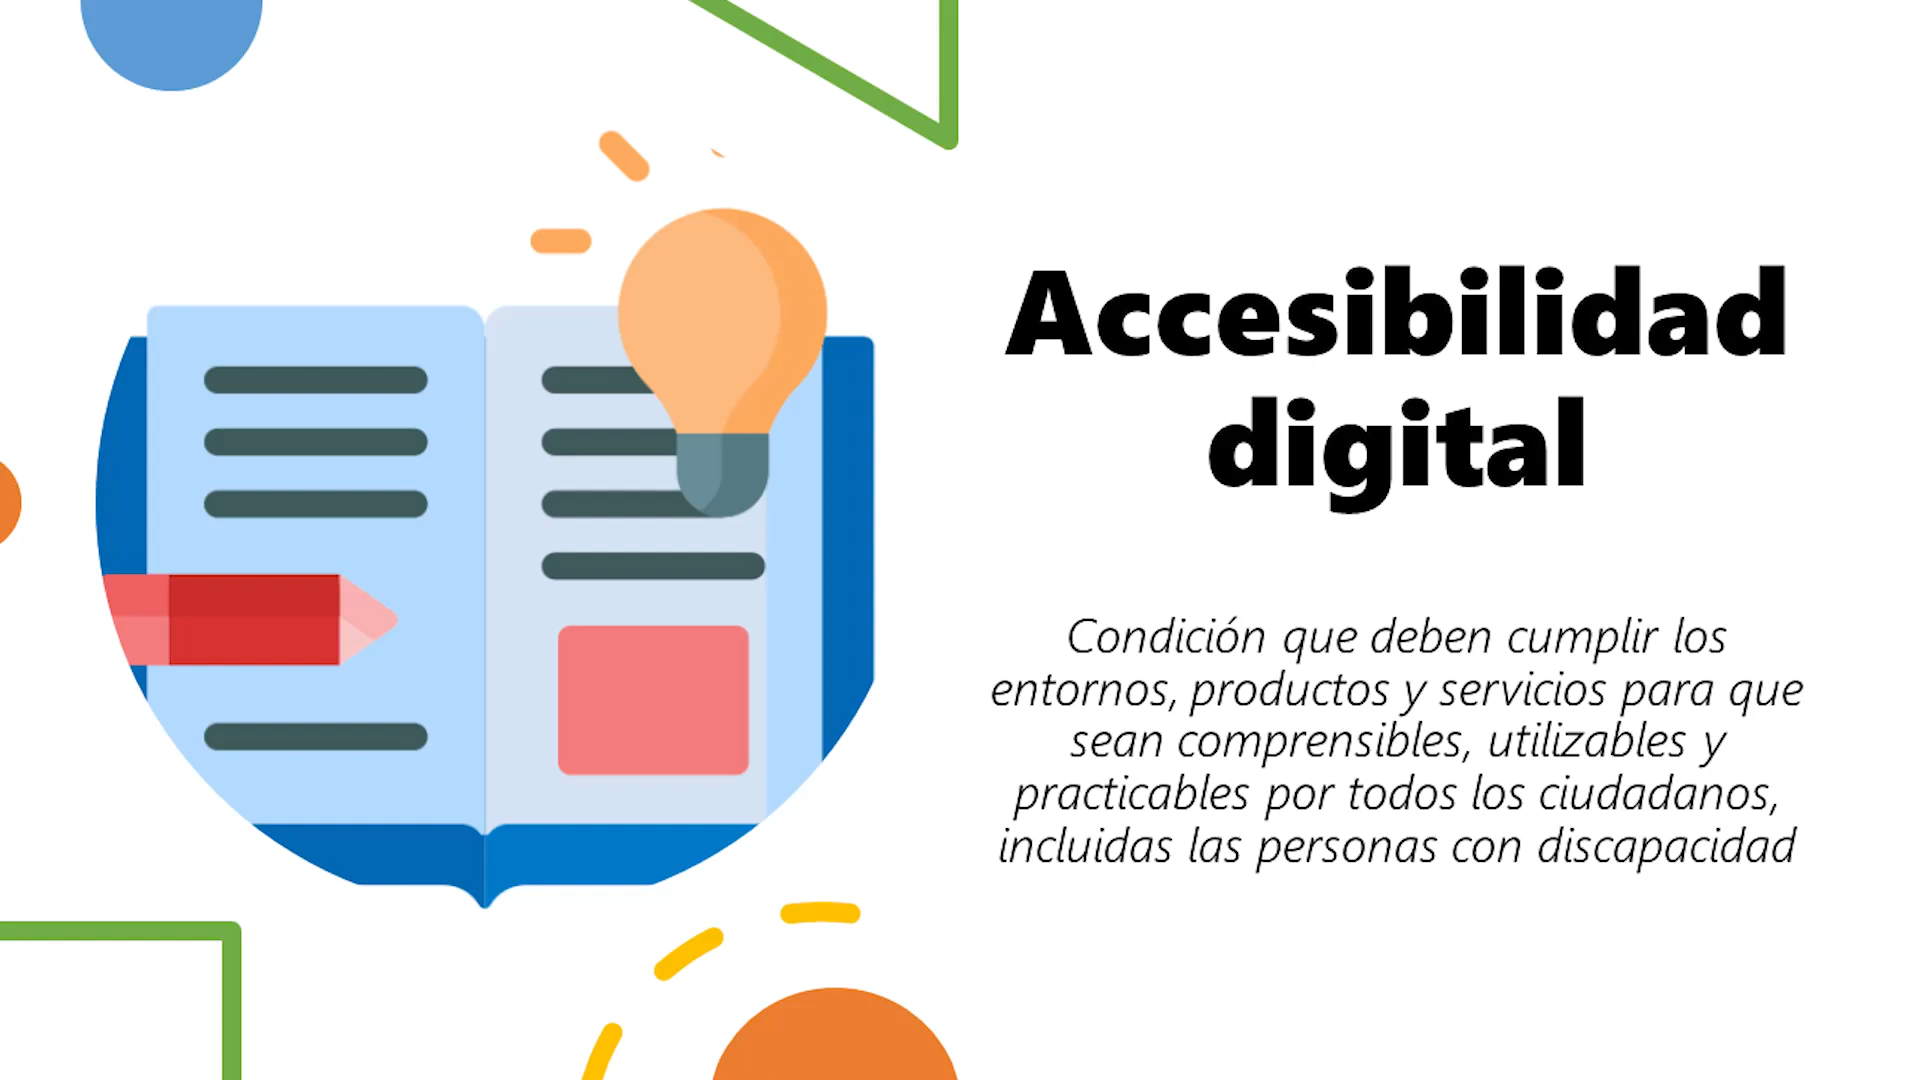 Accesibilidad
digital
Condición que deben cumplir los
entornos, productos y servicios para que
sean comprensibles, utilizables y
practicables por todos los ciudadanos,
incluidas las personas con discapacidad